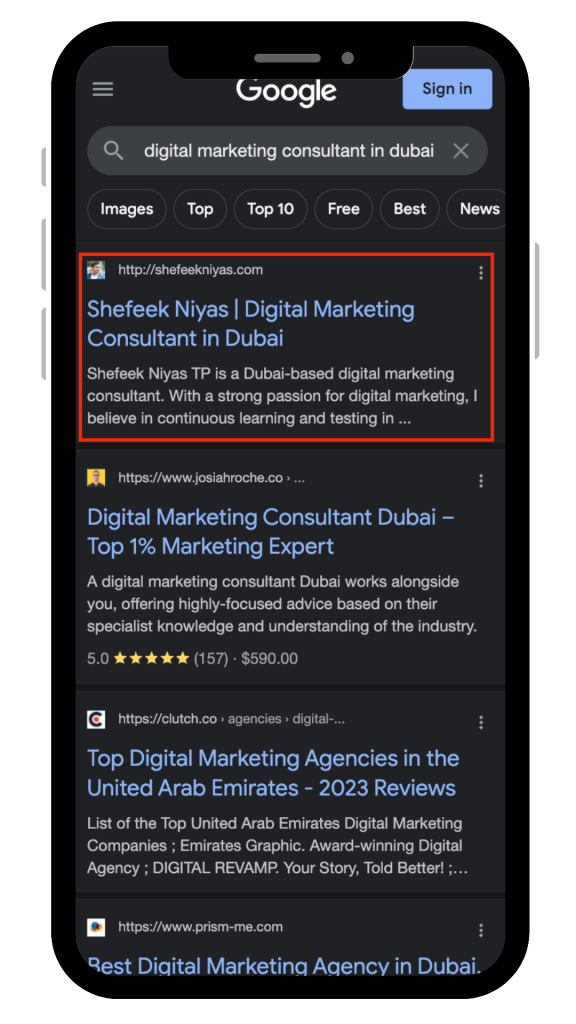 Google
Sign in
digital marketing consultant in dubai
Images Top Top 10 Free Best News
http://shefeekniyas.com
Shefeek Niyas | Digital Marketing
Consultant in Dubai
Shefeek Niyas TP is a Dubai-based digital marketing
consultant. With a strong passion for digital marketing, I
believe in continuous learning and testing in ...
https://www.josiahroche.co › ...
Digital Marketing Consultant Dubai –
Top 1% Marketing Expert
A digital marketing consultant Dubai works alongside
you, offering highly-focused advice based on their
specialist knowledge and understanding of the industry.
5.0 ★★★★★ (157) · $590.00
https://clutch.co › agencies › digital-...
Top Digital Marketing Agencies in the
United Arab Emirates - 2023 Reviews
List of the Top United Arab Emirates Digital Marketing
Companies ; Emirates Graphic. Award-winning Digital
Agency ; DIGITAL REVAMP. Your Story, Told Better! ;...
https://www.prism-me.com
Best Digital Marketing Agency in Dubai.